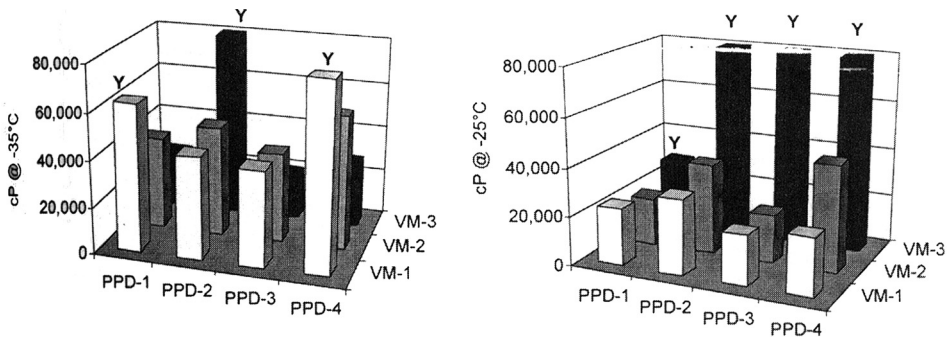 Y
Y
Y
80,000
60,000
40,000
20,000
0
cP @ -35°C
PPD-1
PPD-2
PPD-3
PPD-4
VM-3
VM-2
VM-1
Y
Y
Y
Y
80,000
60,000
40,000
20,000
0
cP @ -25°C
PPD-1
PPD-2
PPD-3
PPD-4
VM-3
VM-2
VM-1